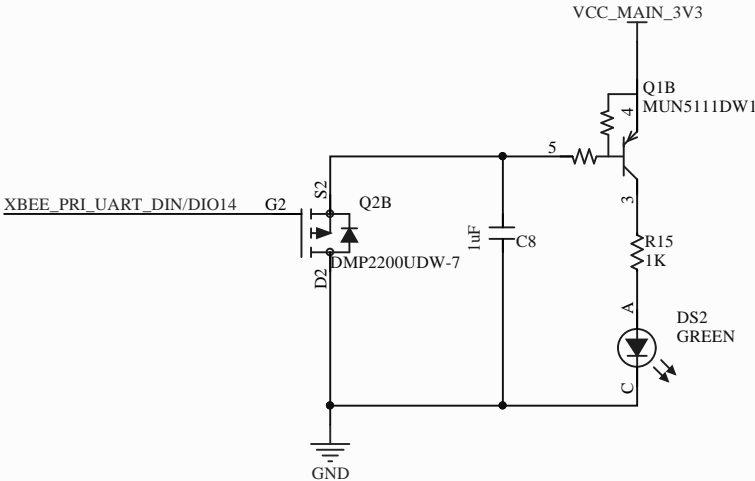 VCC_MAIN_3V3
Q1B
MUN5111DW1
4
5
3
XBEE_PRI_UART_DIN/DIO14
G2
S2
Q2B
D2
DMP2200UDW-7
1uF
C8
R15
1K
A
DS2
GREEN
C
GND